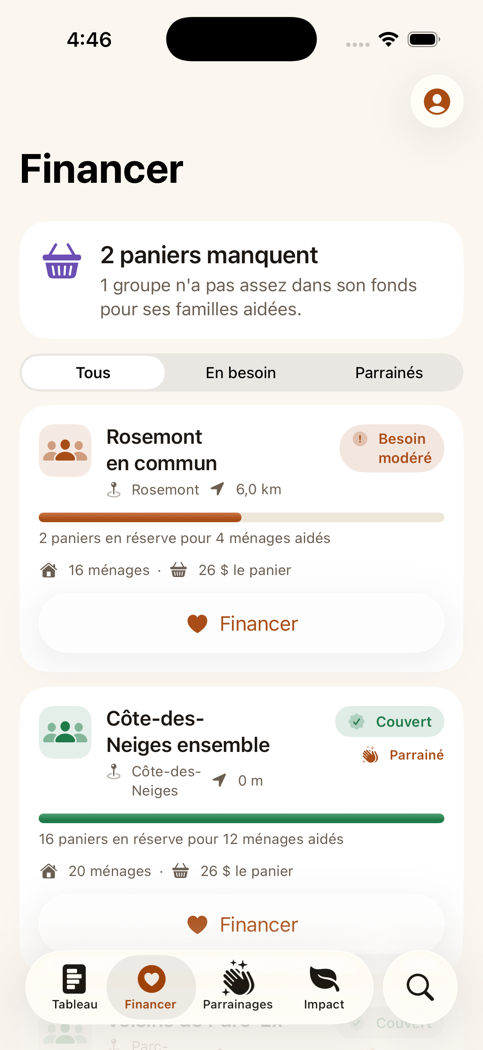 4:46
Financer
2 paniers manquent
1 groupe n'a pas assez dans son fonds
pour ses familles aidées.
Tous
En besoin
Parrainés
Rosemont
en commun
Besoin
modéré
Rosemont
6,0 km
2 paniers en réserve pour 4 ménages aidés
16 ménages · 26 $ le panier
Financer
Côte-des-
Neiges ensemble
Couvert
Parrainé
Côte-des-
Neiges
0 m
16 paniers en réserve pour 12 ménages aidés
20 ménages · 26 $ le panier
Financer
Tableau
Financer
Parrainages
Impact
Couvert
Parc-